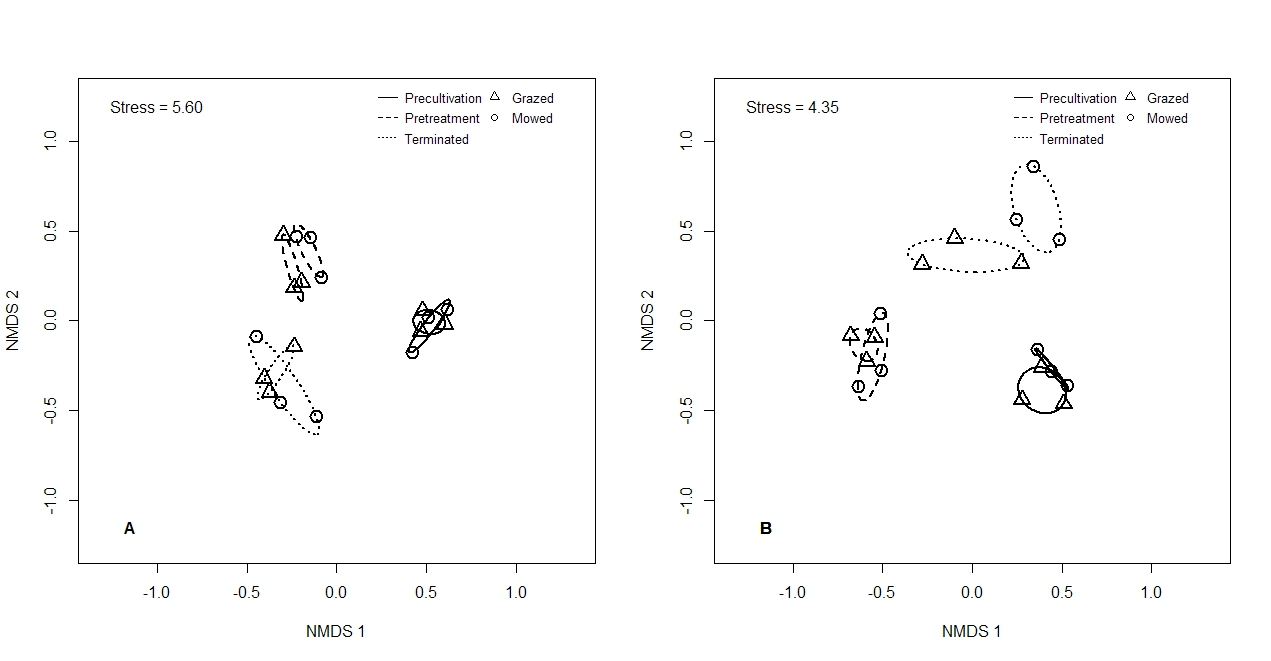 Stress = 5.60
Precultivation Grazed
Pretreatment Mowed
Terminated
1.0
0.5
0.0
-0.5
-1.0
NMDS 2
A
-1.0 -0.5 0.0 0.5 1.0
NMDS 1
Stress = 4.35
Precultivation Grazed
Pretreatment Mowed
Terminated
1.0
0.5
0.0
-0.5
-1.0
NMDS 2
B
-1.0 -0.5 0.0 0.5 1.0
NMDS 1